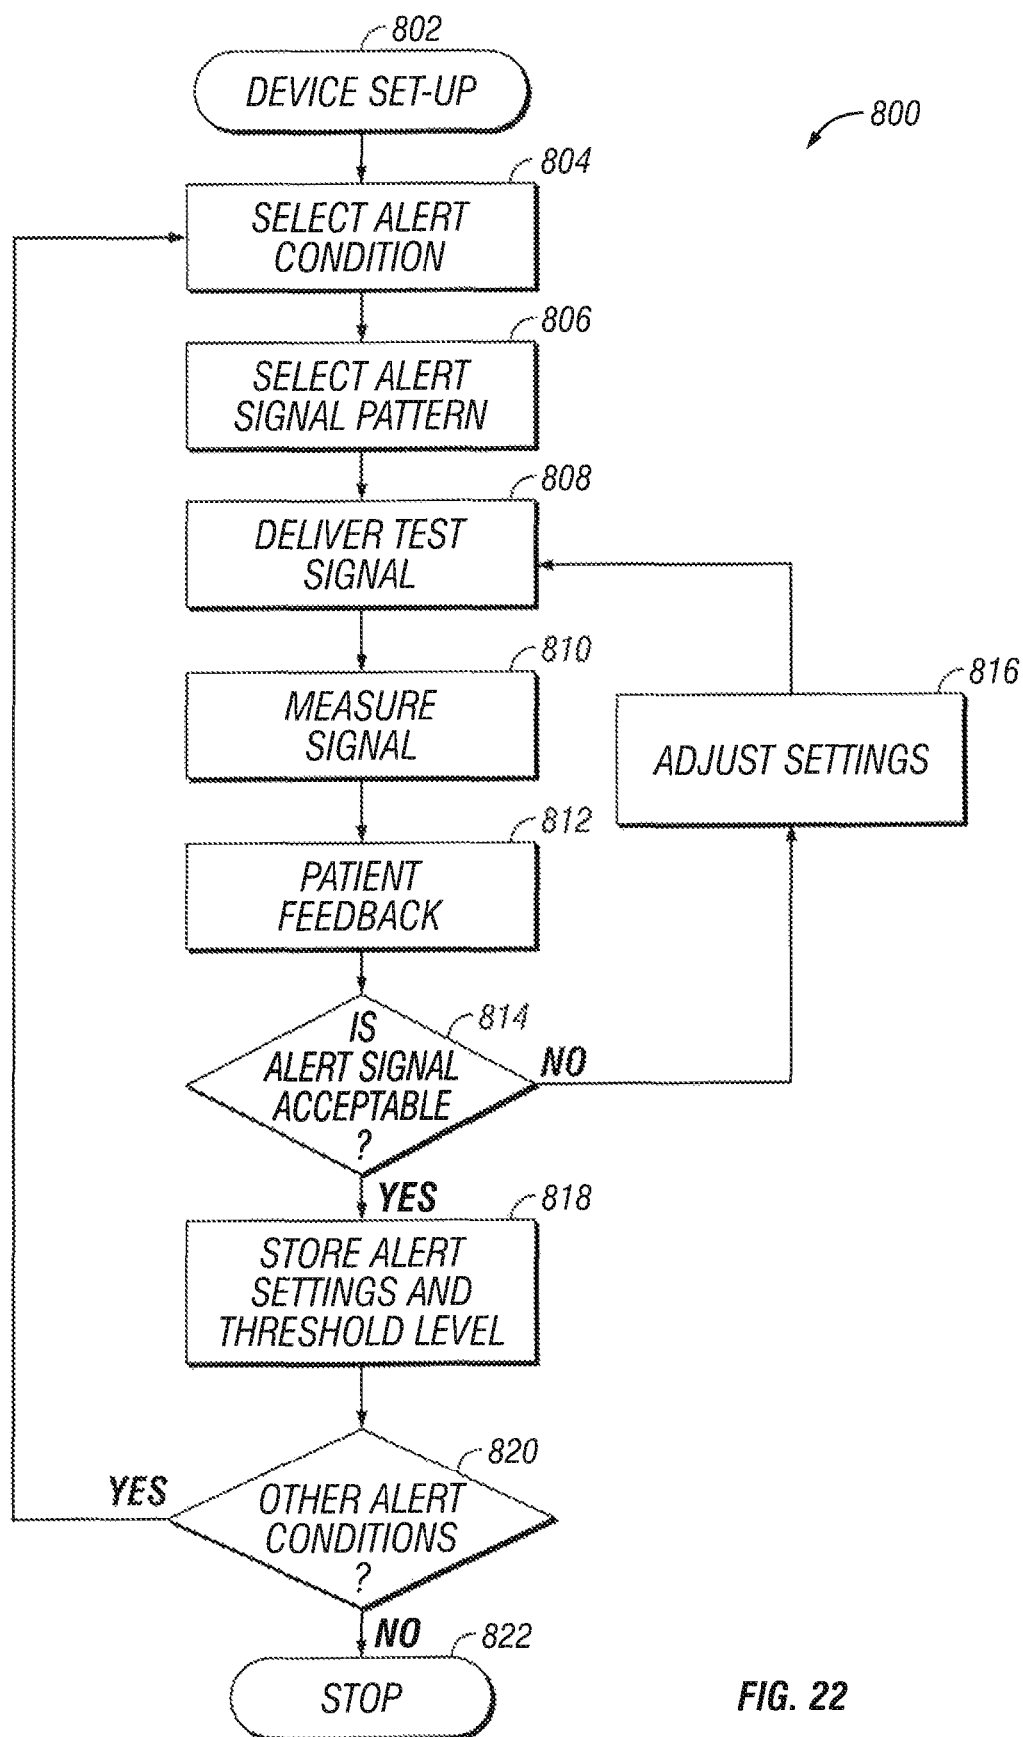 802
DEVICE SET-UP
800
804
SELECT ALERT
CONDITION
806
SELECT ALERT
SIGNAL PATTERN
808
DELIVER TEST
SIGNAL
810
MEASURE
SIGNAL
816
ADJUST SETTINGS
812
PATIENT
FEEDBACK
814
IS
ALERT SIGNAL
ACCEPTABLE
?
NO
YES
818
STORE ALERT
SETTINGS AND
THRESHOLD LEVEL
820
YES
OTHER ALERT
CONDITIONS
?
NO
822
STOP
FIG. 22